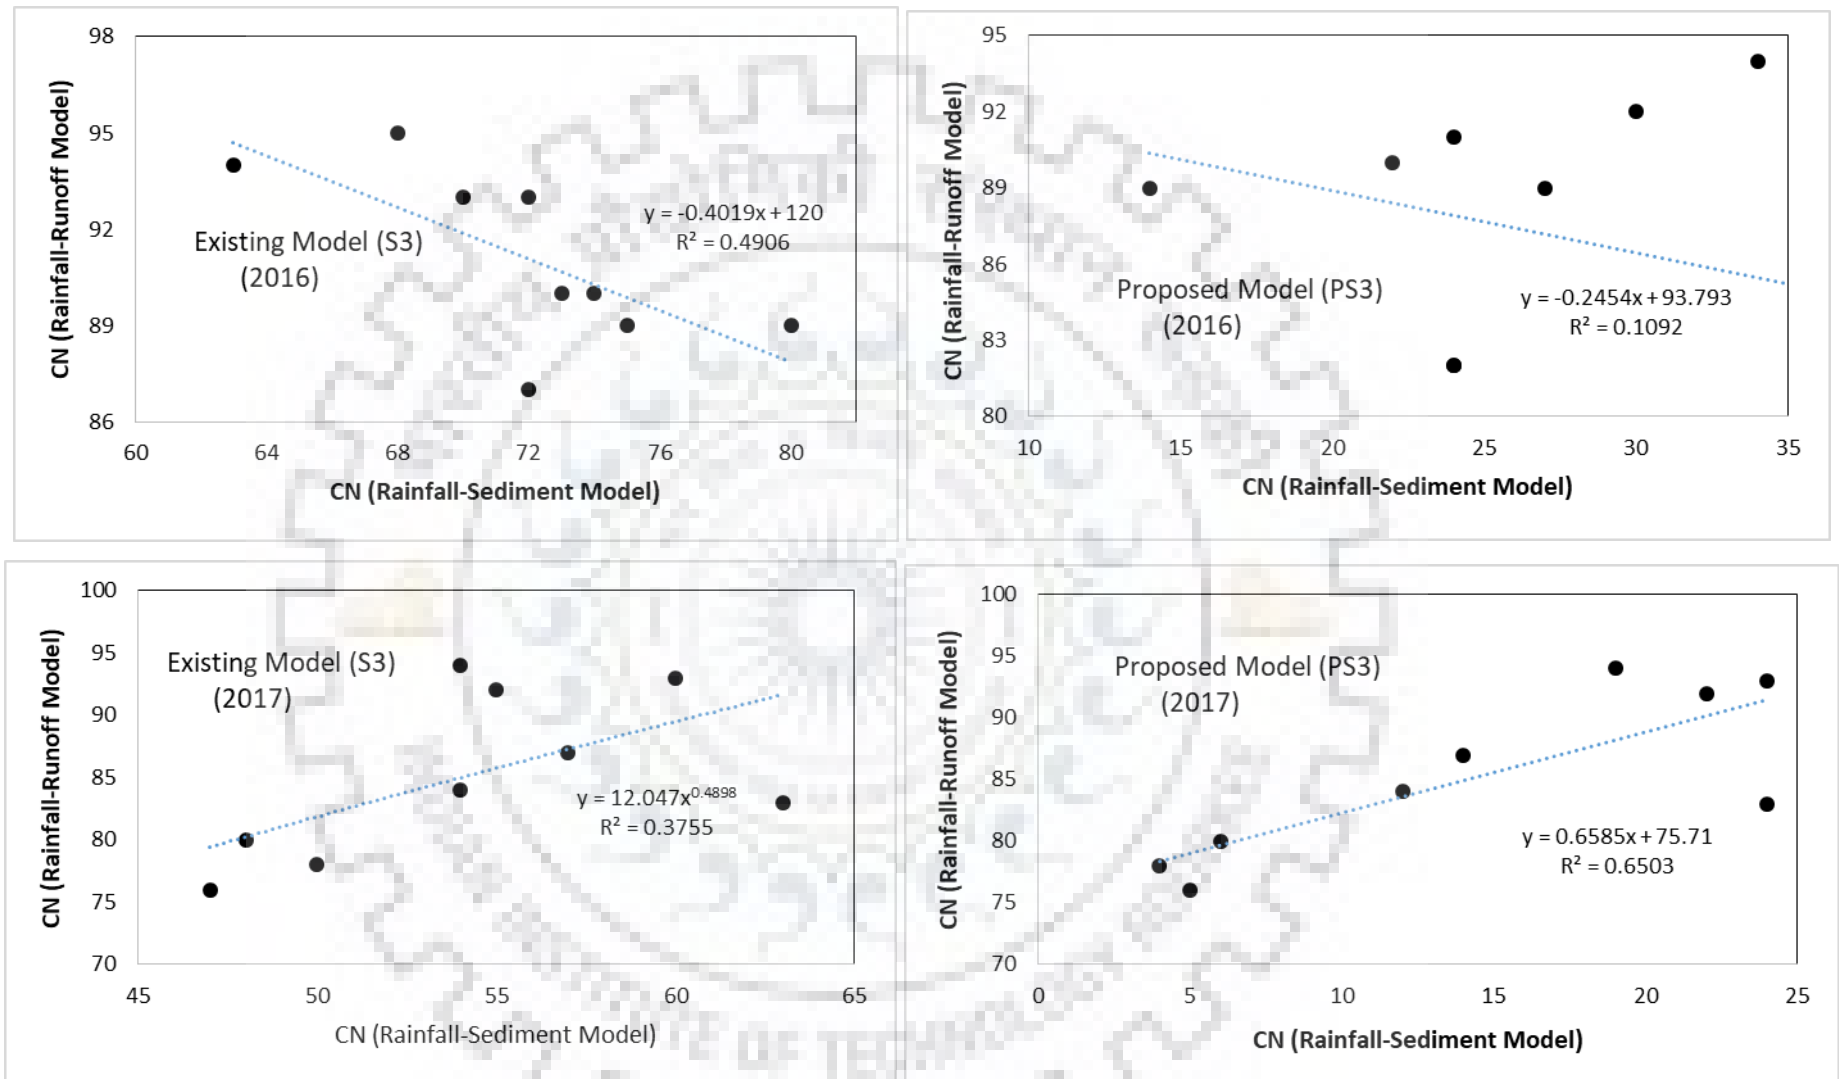 98
95
92
89
86
60 64 68 72 76 80
CN (Rainfall-Runoff Model)
CN (Rainfall-Sediment Model)
Existing Model (S3)
(2016)
y = -0.4019x + 120
R² = 0.4906
95
92
89
86
83
80
10 15 20 25 30 35
CN (Rainfall-Runoff Model)
CN (Rainfall-Sediment Model)
Proposed Model (PS3)
(2016)
y = -0.2454x + 93.793
R² = 0.1092
100
95
90
85
80
75
70
45 50 55 60 65
CN (Rainfall-Runoff Model)
CN (Rainfall-Sediment Model)
Existing Model (S3)
(2017)
y = 12.047x^0.4898
R² = 0.3755
100
95
90
85
80
75
70
0 5 10 15 20 25
CN (Rainfall-Runoff Model)
CN (Rainfall-Sediment Model)
Proposed Model (PS3)
(2017)
y = 0.6585x + 75.71
R² = 0.6503